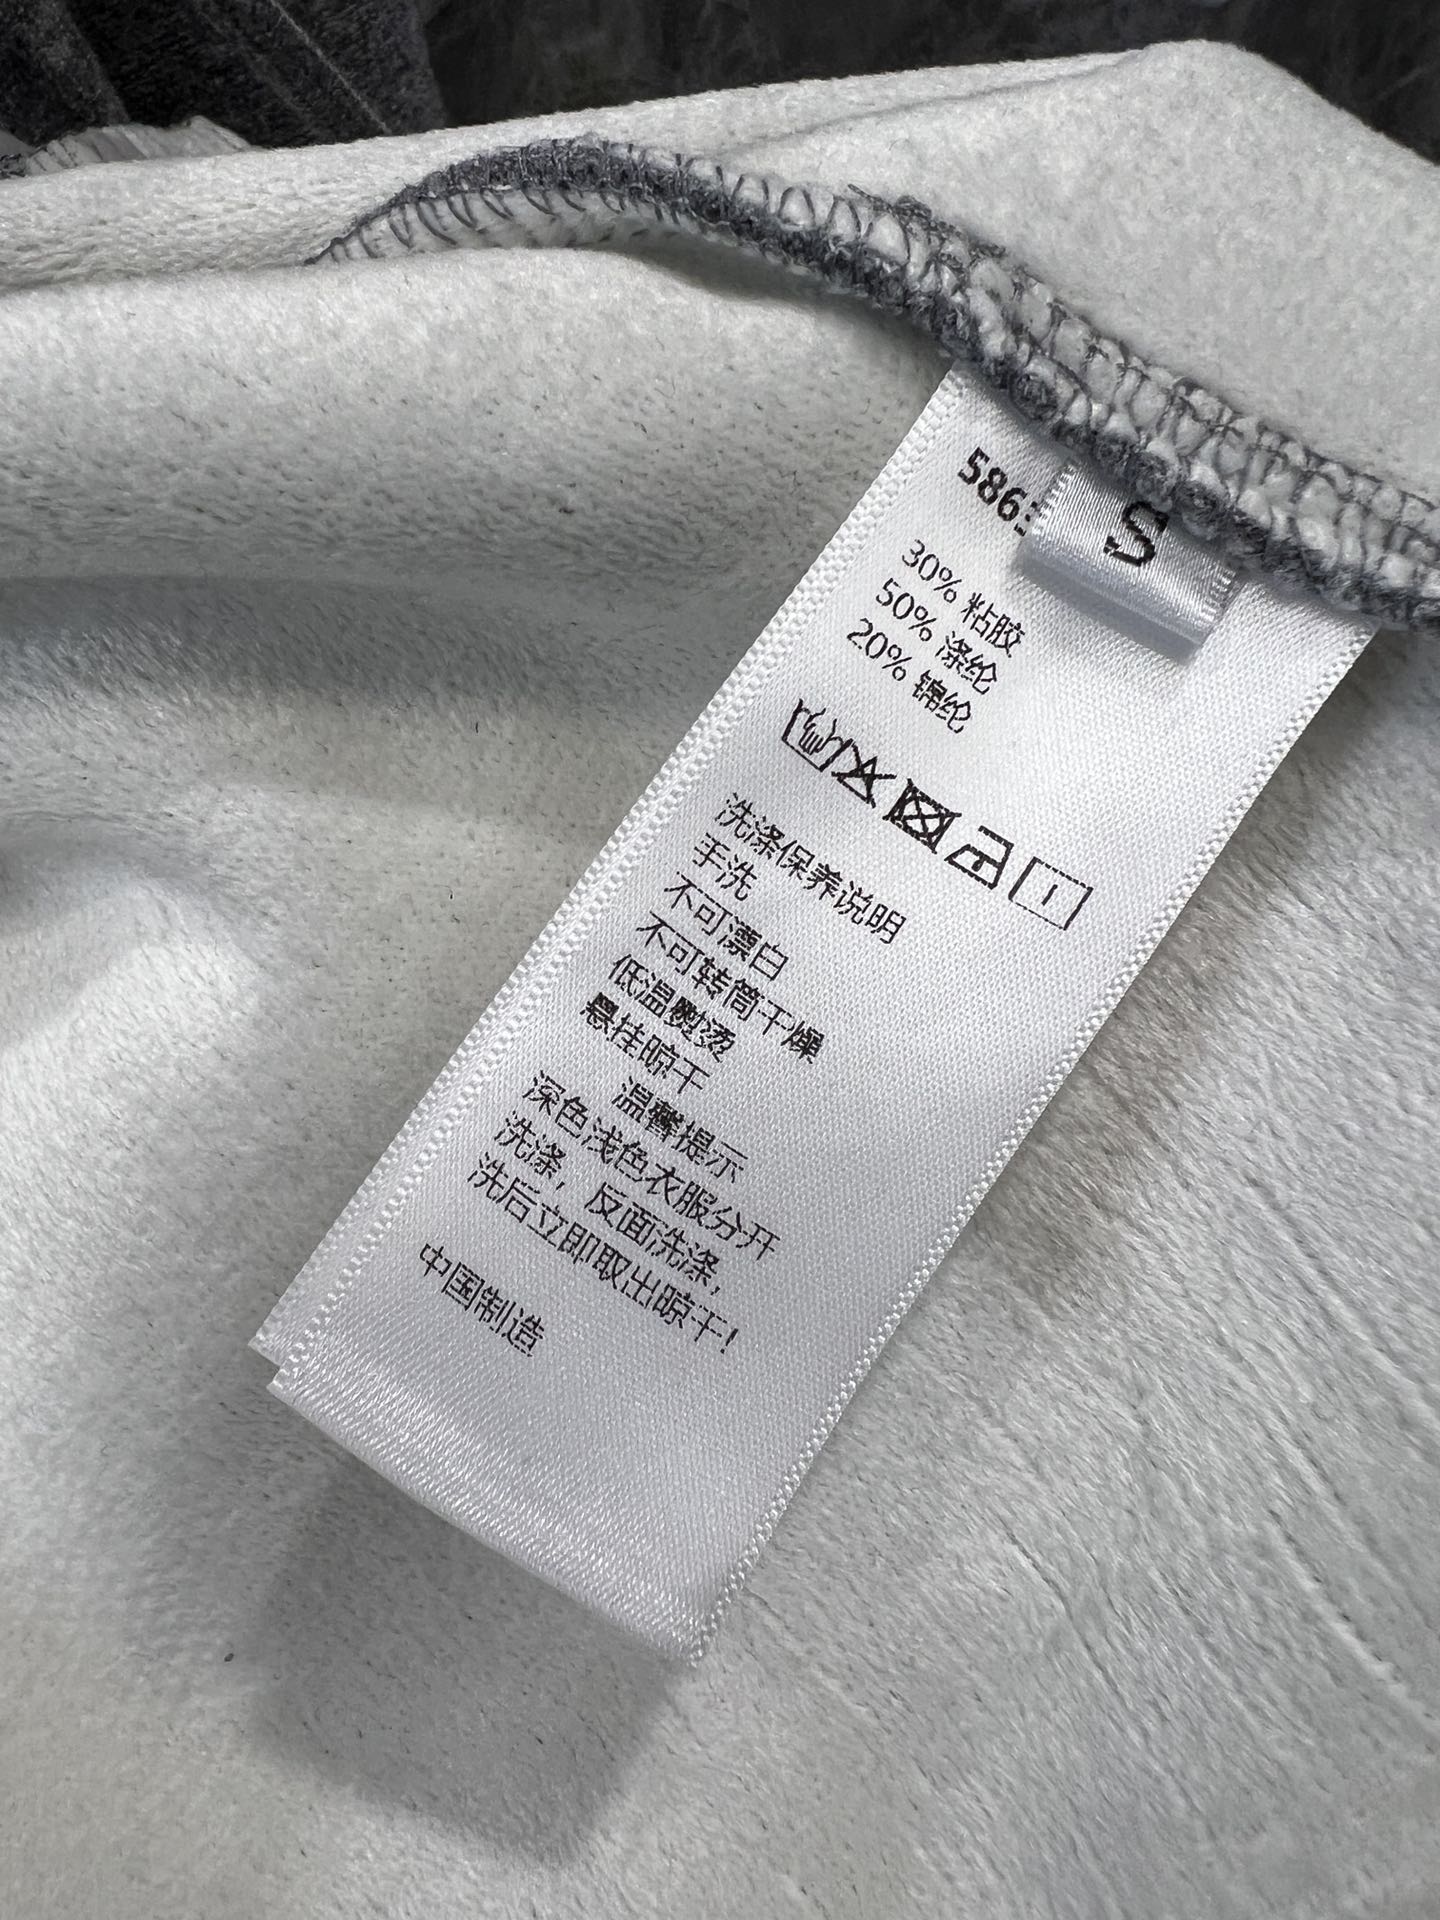 S
30% 粘胶
50% 涤纶
20% 锦纶
洗涤保养说明
手洗
不可漂白
不可转筒干燥
低温熨烫
悬挂晾干
温馨提示
深色浅色衣服分开
洗涤，反面洗涤，
洗后立即取出晾干!
中国制造